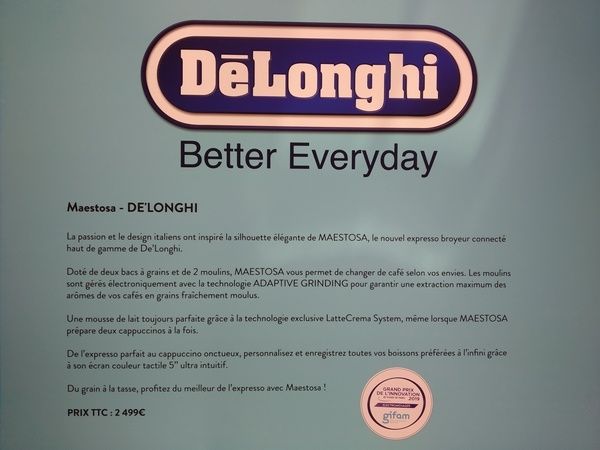 DēLonghi
Better Everyday
Maestosa - DE'LONGHI
La passion et le design italiens ont inspiré la silhouette élégante de MAESTOSA, le nouvel expresso broyeur connecté
haut de gamme de De'Longhi.
Doté de deux bacs à grains et de 2 moulins, MAESTOSA vous permet de changer de café selon vos envies. Les moulins
sont gérés électroniquement avec la technologie ADAPTIVE GRINDING pour garantir une extraction maximum des
arômes de vos cafés en grains fraîchement moulus.
Une mousse de lait toujours parfaite grâce à la technologie exclusive LatteCrema System, même lorsque MAESTOSA
prépare deux cappuccinos à la fois.
De l'expresso parfait au cappuccino onctueux, personnalisez et enregistrez toutes vos boissons préférées à l'infini grâce
à son écran couleur tactile 5" ultra intuitif.
Du grain à la tasse, profitez du meilleur de l'expresso avec Maestosa !
PRIX TTC : 2 499€
GRAND PRIX
DE L'INNOVATION
2019
gifam